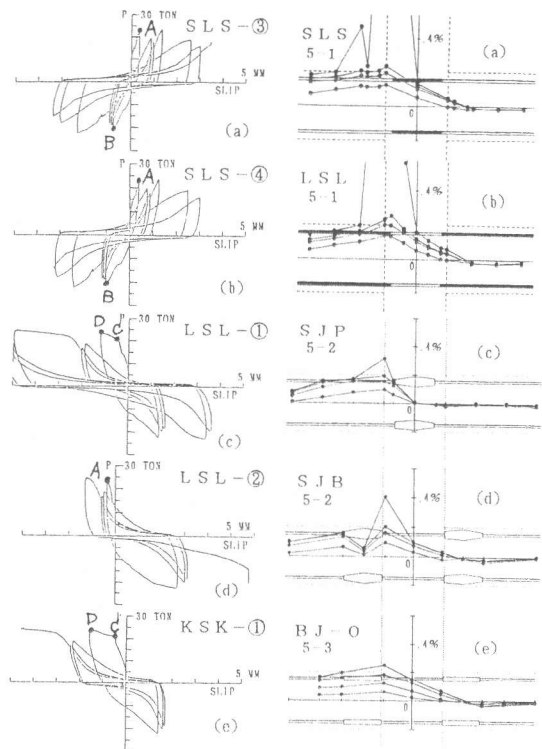 P 30 TON
A
SLS-③
5 MM
SLIP
B
(a)
P 30 TON
A
SLS-④
5 MM
SLIP
B
(b)
P 30 TON
D C
LSL-①
5 MM
SLIP
(c)
P 30 TON
A
LSL-②
5 MM
SLIP
(d)
P 30 TON
D C
KSK-①
5 MM
SLIP
(e)
SLS
5-1
.4%
(a)
0
LSL
5-1
.4%
(b)
0
SJP
5-2
.4%
(c)
0
SJB
5-2
.4%
(d)
0
BJ-O
5-3
.4%
(e)
0